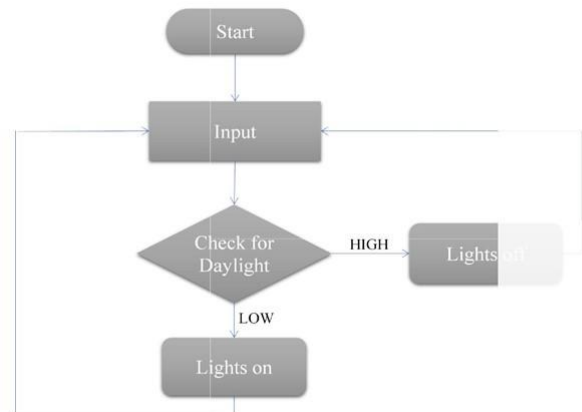 Start
Input
Check for
Daylight
HIGH
Lights off
LOW
Lights on